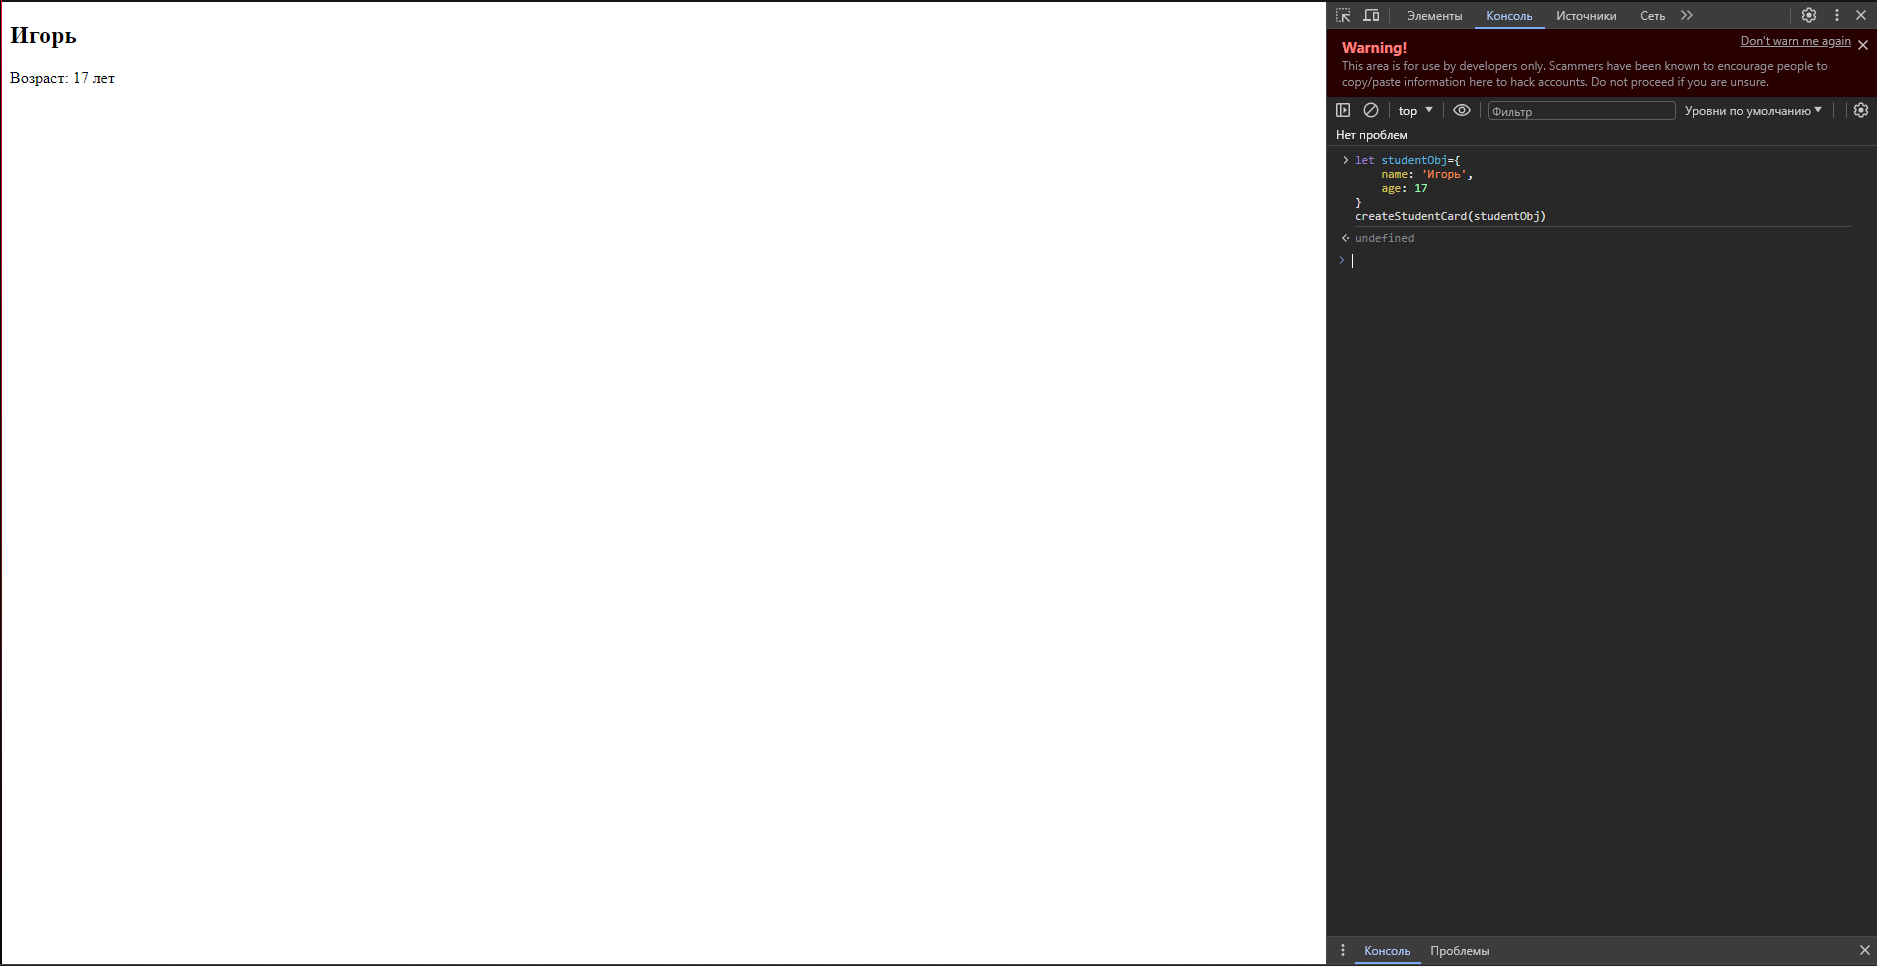 Игорь
Возраст: 17 лет
Элементы Консоль Источники Сеть
Warning!
Don't warn me again
This area is for use by developers only. Scammers have been known to encourage people to
copy/paste information here to hack accounts. Do not proceed if you are unsure.
top Фильтр Уровни по умолчанию
Нет проблем
let studentObj={
name: 'Игорь',
age: 17
}
createStudentCard(studentObj)
undefined
Консоль Проблемы